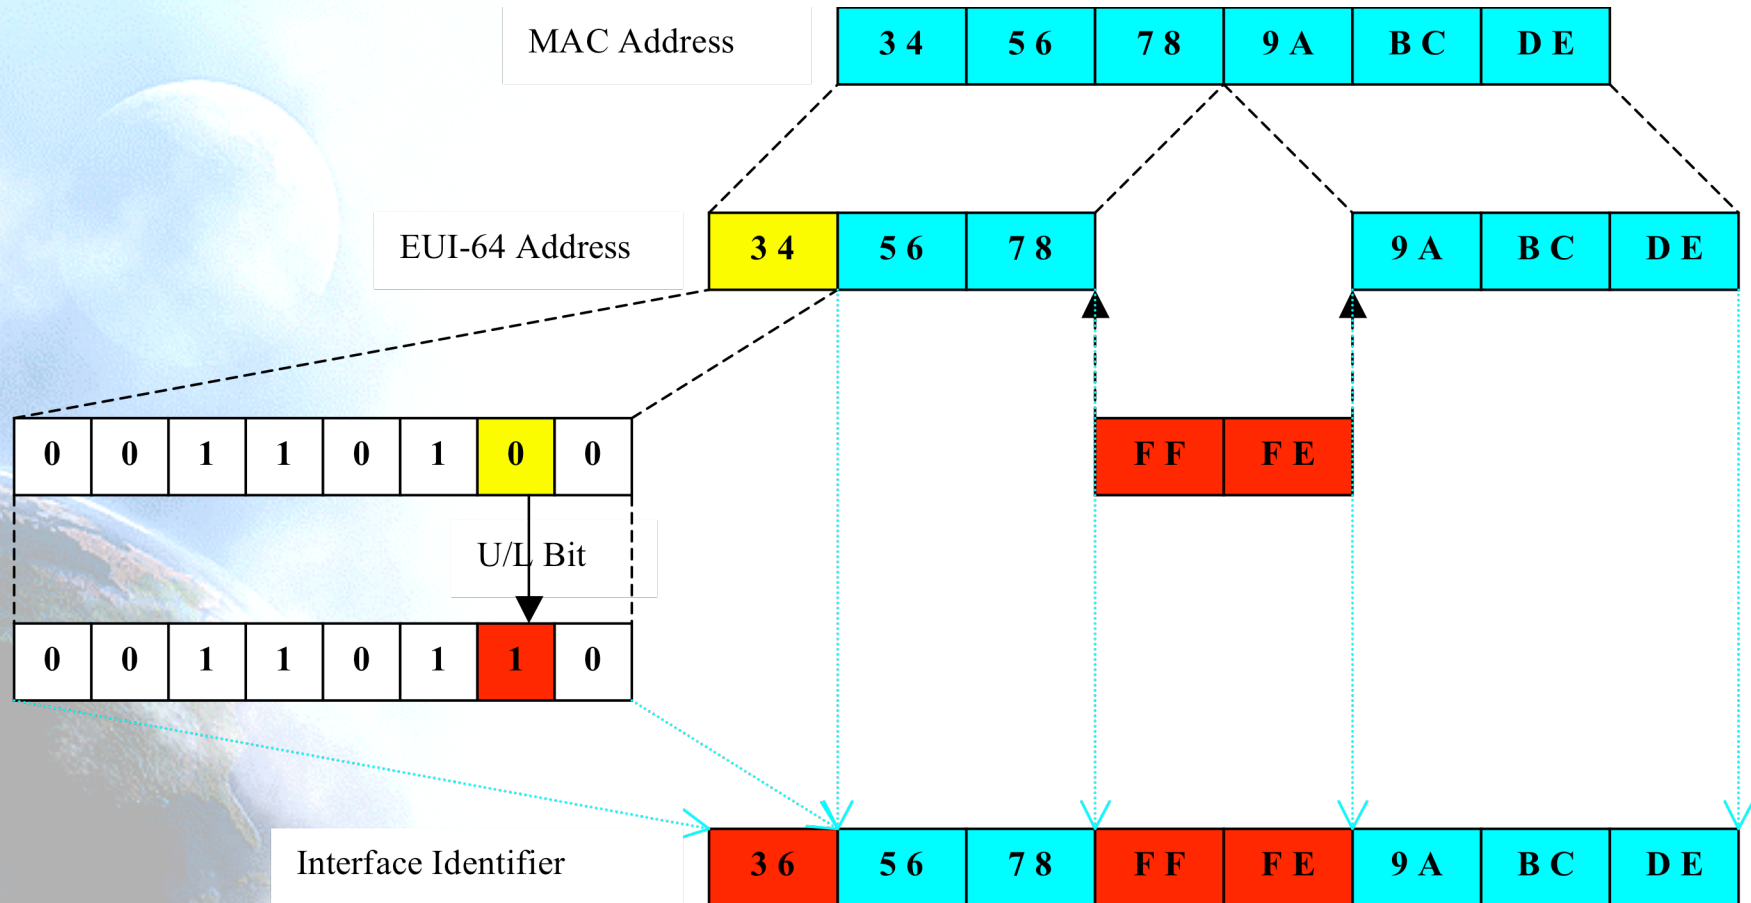 MAC Address 3 4 5 6 7 8 9 A B C D E
EUI-64 Address 3 4 5 6 7 8 9 A B C D E
0 0 1 1 0 1 0 0 F F F E
U/L Bit
0 0 1 1 0 1 1 0
Interface Identifier 3 6 5 6 7 8 F F F E 9 A B C D E